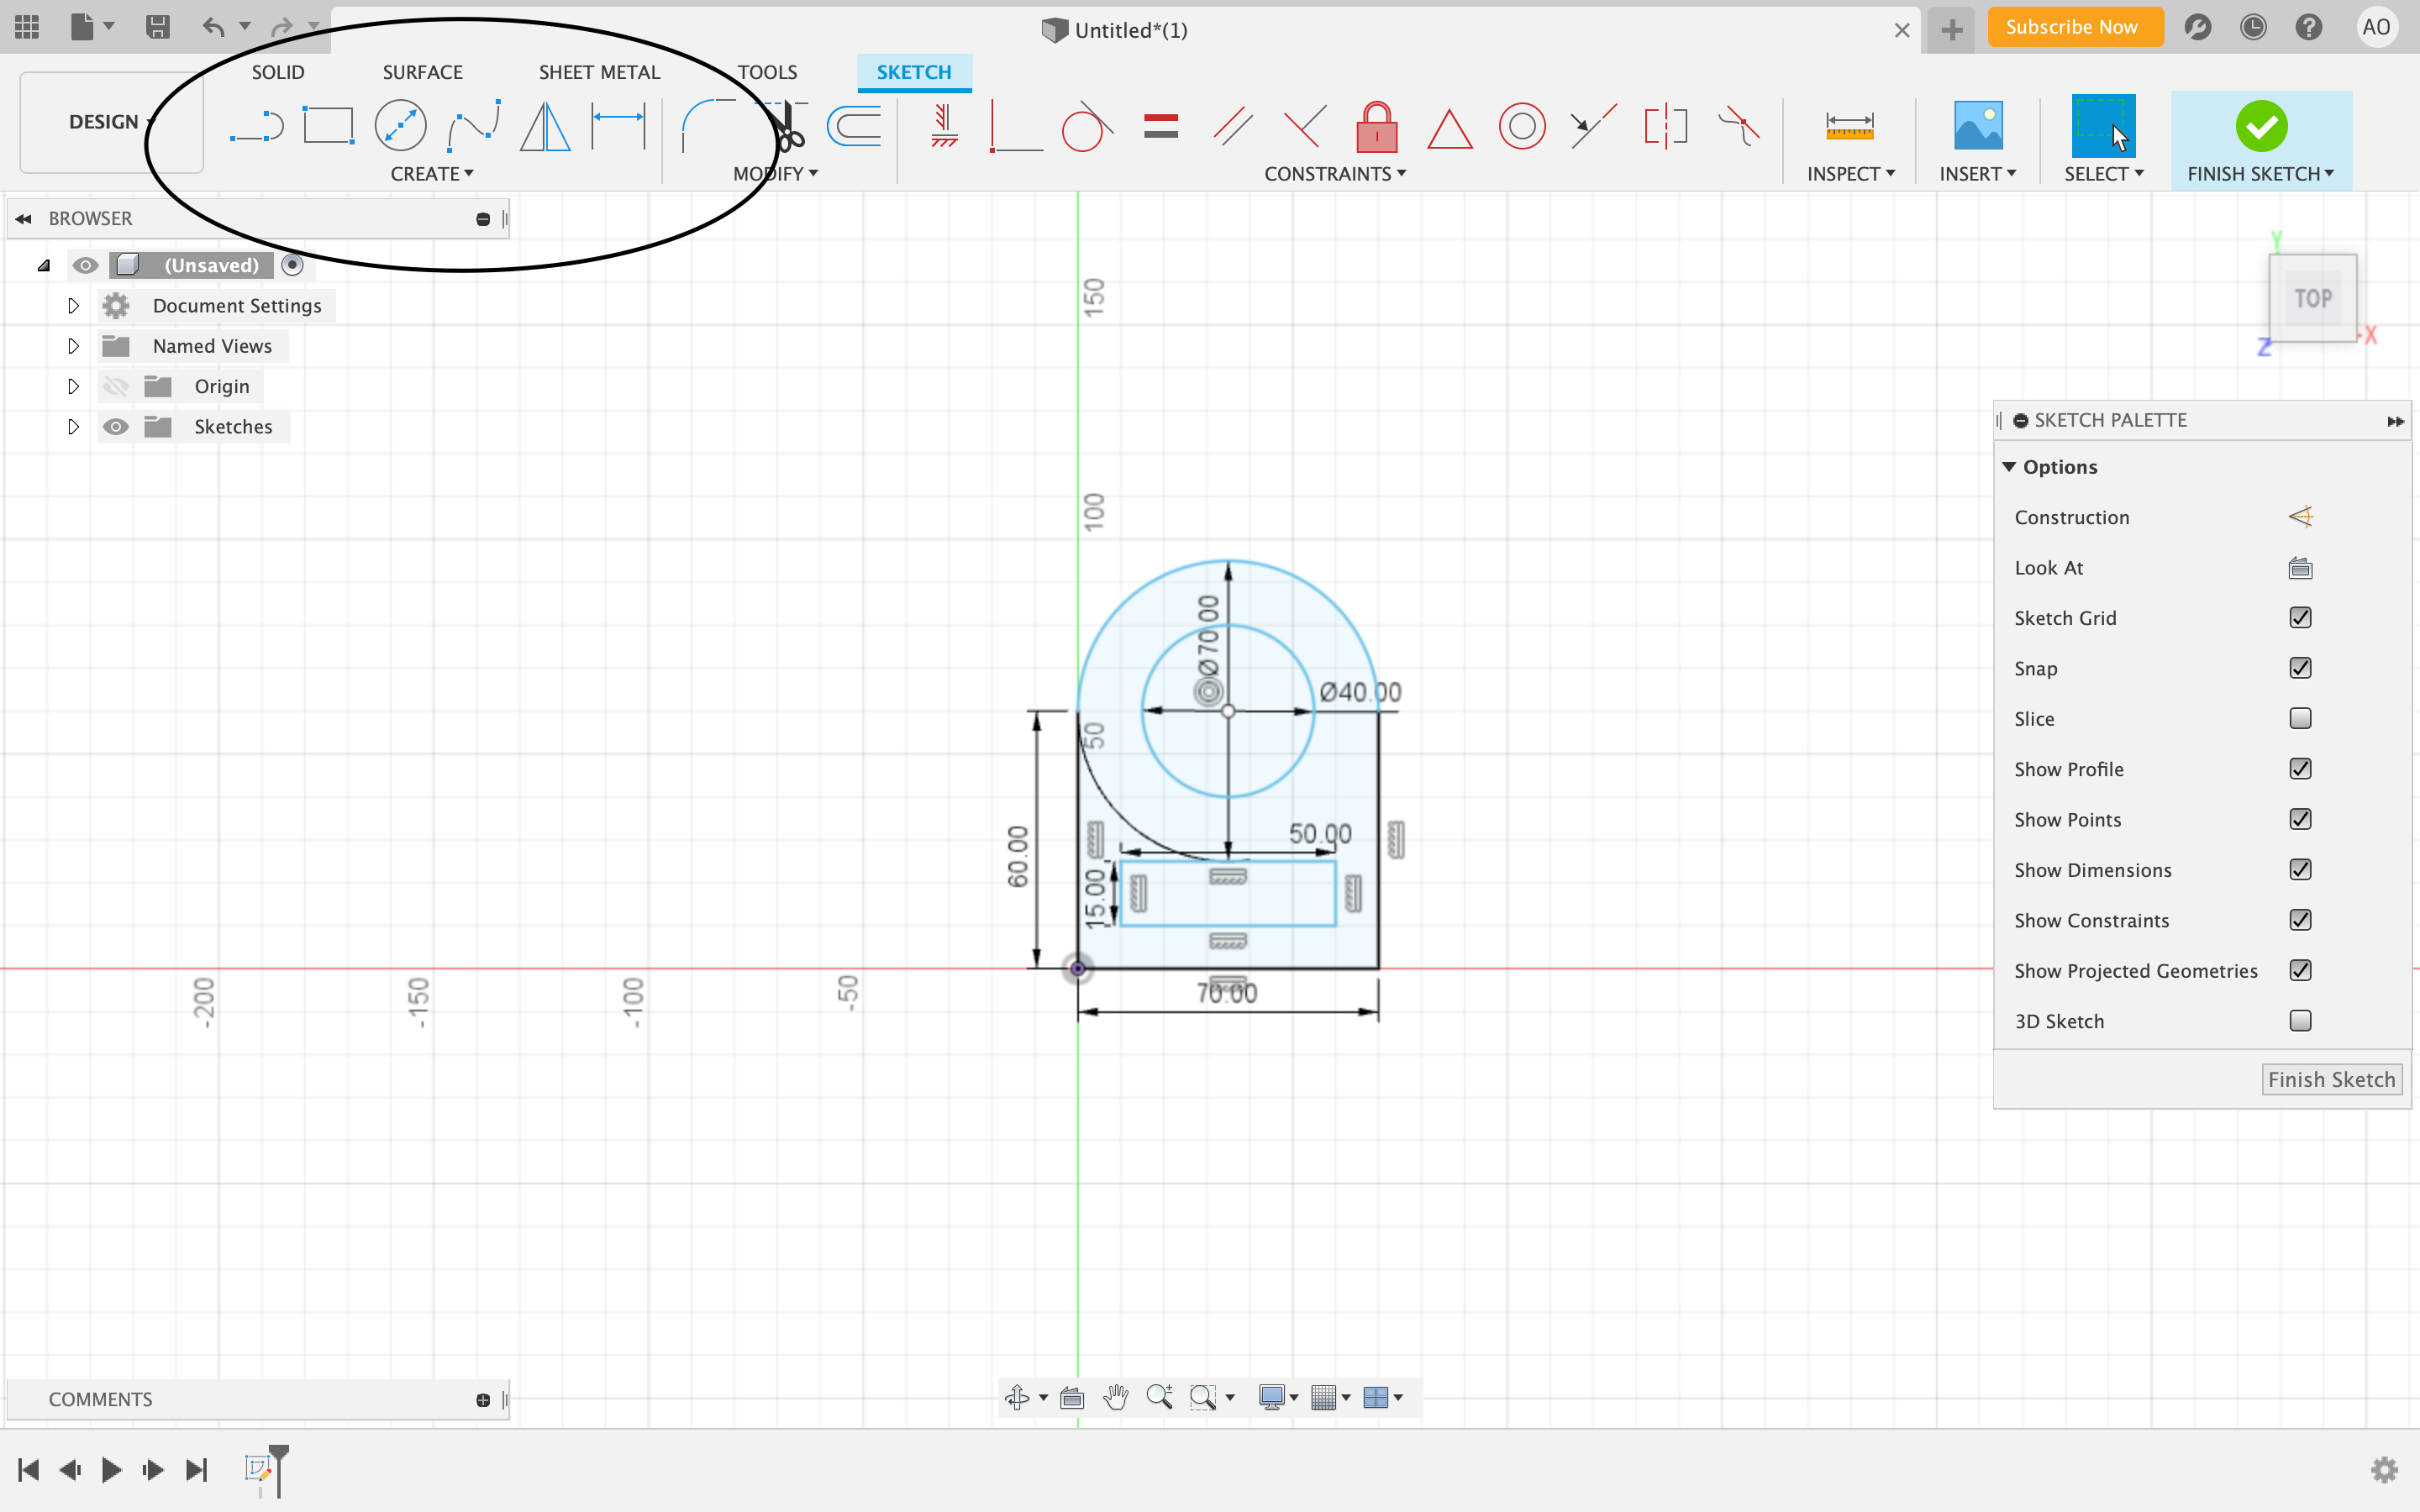 Untitled*(1)
Subscribe Now
AO
SOLID
SURFACE
SHEET METAL
TOOLS
SKETCH
DESIGN
CREATE
MODIFY
CONSTRAINTS
INSPECT
INSERT
SELECT
FINISH SKETCH
BROWSER
(Unsaved)
Document Settings
Named Views
Origin
Sketches
Y
TOP
X
Z
150
100
50
Ø70.00
Ø40.00
60.00
50.00
15.00
70.00
-200
-150
-100
-50
SKETCH PALETTE
Options
Construction
Look At
Sketch Grid
Snap
Slice
Show Profile
Show Points
Show Dimensions
Show Constraints
Show Projected Geometries
3D Sketch
Finish Sketch
COMMENTS